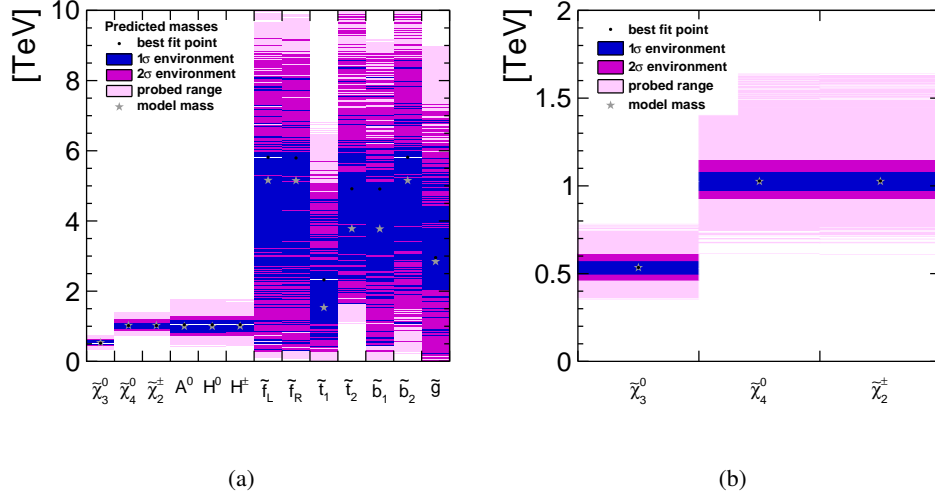 [TeV]
10
8
6
4
2
0
Predicted masses
best fit point
1σ environment
2σ environment
probed range
model mass
χ̃⁰₃ χ̃⁰₄ χ̃±₂ A⁰ H⁰ H± f̃_L f̃_R t̃₁ t̃₂ b̃₁ b̃₂ g̃
(a)
[TeV]
2
1.5
1
0.5
0
best fit point
1σ environment
2σ environment
probed range
model mass
χ̃⁰₃ χ̃⁰₄ χ̃±₂
(b)